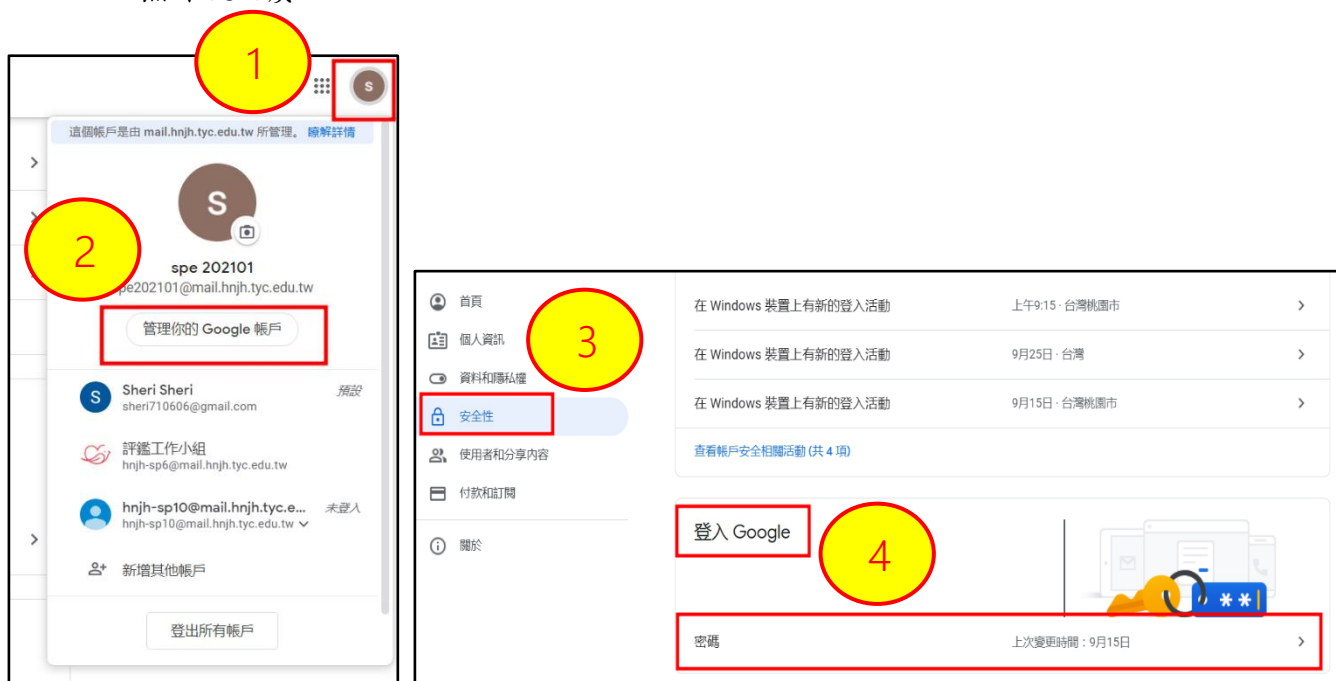 1
S
這個帳戶是由 mail.hnjh.tyc.edu.tw 所管理。 瞭解詳情
S
2
spe 202101
pe202101@mail.hnjh.tyc.edu.tw
管理你的 Google 帳戶
S
Sheri Sheri 預設
sheri710606@gmail.com
評鑑工作小組
hnjh-sp6@mail.hnjh.tyc.edu.tw
hnjh-sp10@mail.hnjh.tyc.e... 未登入
hnjh-sp10@mail.hnjh.tyc.edu.tw
新增其他帳戶
登出所有帳戶
首頁
個人資訊
3
資料和隱私權
安全性
使用者和分享內容
付款和訂閱
關於
在 Windows 裝置上有新的登入活動 上午9:15 · 台灣桃園市
在 Windows 裝置上有新的登入活動 9月25日 · 台灣
在 Windows 裝置上有新的登入活動 9月15日 · 台灣桃園市
查看帳戶安全相關活動 (共 4 項)
登入 Google
4
**
密碼 上次變更時間：9月15日